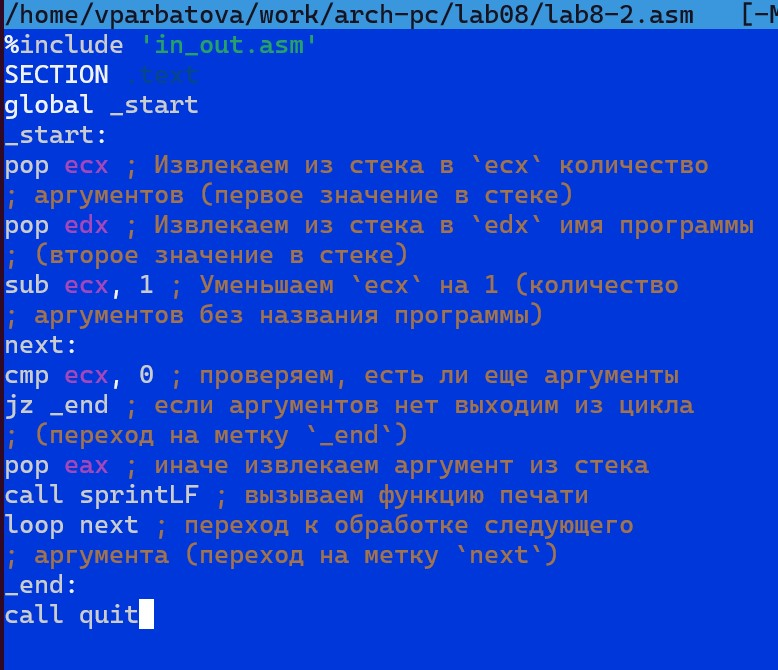 /home/vparbatova/work/arch-pc/lab08/lab8-2.asm [-M
%include 'in_out.asm'
SECTION .text
global _start
_start:
pop ecx ; Извлекаем из стека в `ecx` количество
; аргументов (первое значение в стеке)
pop edx ; Извлекаем из стека в `edx` имя программы
; (второе значение в стеке)
sub ecx, 1 ; Уменьшаем `ecx` на 1 (количество
; аргументов без названия программы)
next:
cmp ecx, 0 ; проверяем, есть ли еще аргументы
jz _end ; если аргументов нет выходим из цикла
; (переход на метку `_end`)
pop eax ; иначе извлекаем аргумент из стека
call sprintLF ; вызываем функцию печати
loop next ; переход к обработке следующего
; аргумента (переход на метку `next`)
_end:
call quit